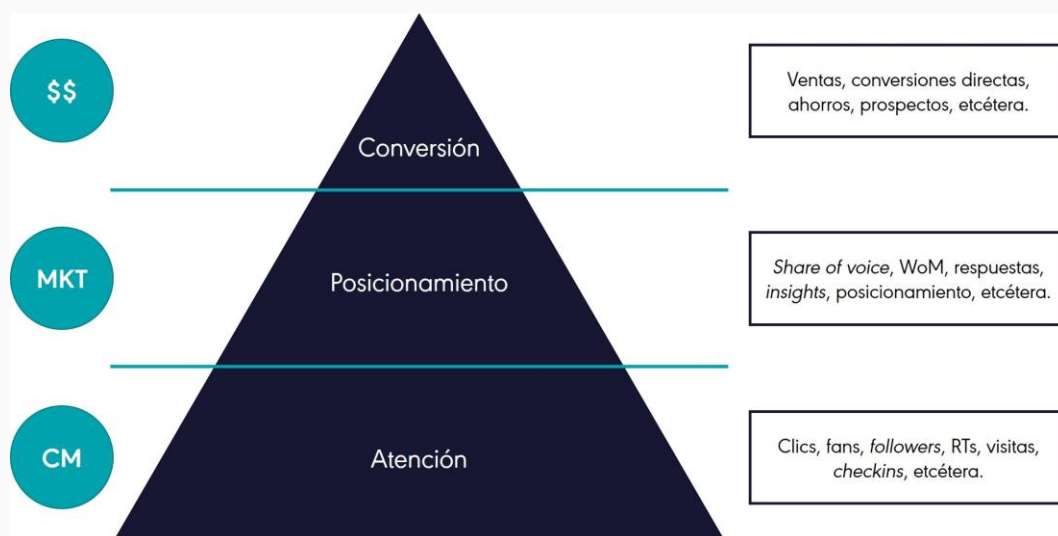 $$
Conversión
Ventas, conversiones directas,
ahorros, prospectos, etcétera.
MKT
Posicionamiento
Share of voice, WoM, respuestas,
insights, posicionamiento, etcétera.
CM
Atención
Clics, fans, followers, RTs, visitas,
checkins, etcétera.